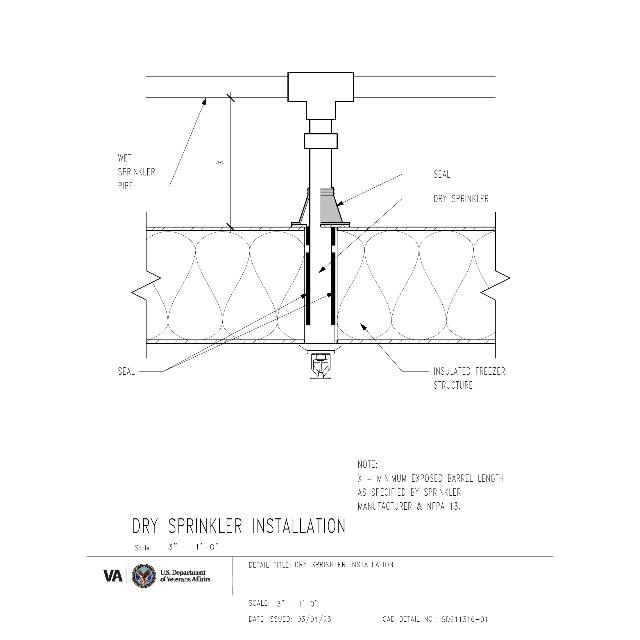 WET
SPRINKLER
PIPE
X
SEAL
DRY SPRINKLER
SEAL
INSULATED FREEZER
STRUCTURE
NOTE:
X = MINIMUM EXPOSED BARREL LENGTH
AS SPECIFIED BY SPRINKLER
MANUFACTURER & NFPA 13.
DRY SPRINKLER INSTALLATION
Scale: 3" 1'-0"
VA
U.S. Department
of Veterans Affairs
DETAIL TITLE: DRY SPRINKLER INSTALLATION
SCALE: 3" - 1'-0"
DATE ISSUED: 03/01/23
CAD DETAIL NO.: SD211316-01